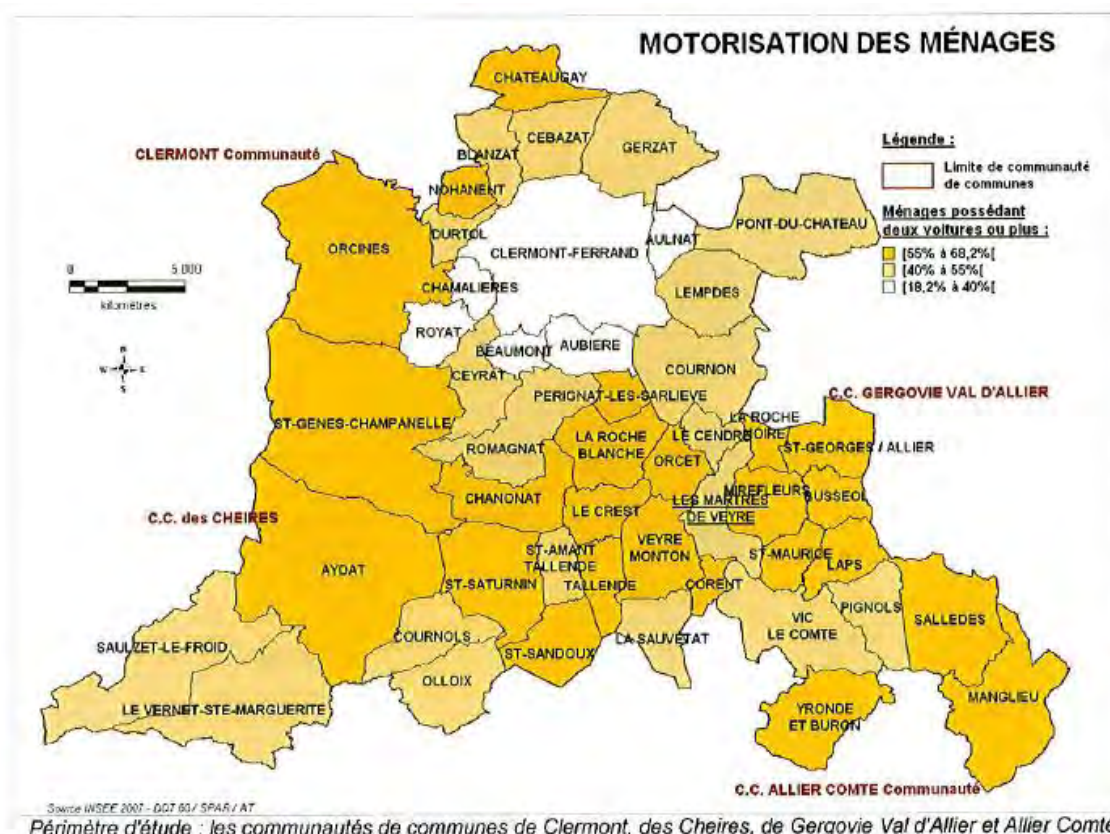 MOTORISATION DES MÉNAGES
CHATEAUGAY
CEBAZAT
GERZAT
BLANZAT
CLERMONT Communauté
NOHANENT
Légende :
Limite de communauté
de communes
Ménages possédant
deux voitures ou plus :
[55% à 68,2%[
[40% à 55%[
[18,2% à 40%[
PONT-DU-CHATEAU
DURTOL
AULNAT
ORCINES
CLERMONT-FERRAND
0 5.000
kilomètres
CHAMALIERES
LEMPDES
ROYAT
BEAUMONT
AUBIERE
N
W E
S
CEYRAT
COURNON
PERIGNAT-LES-SARLIEVE
C.C. GERGOVIE VAL D'ALLIER
LA ROCHE
NOIRE
ST-GENES-CHAMPANELLE
LA ROCHE
BLANCHE
LE CENDRE
ST-GEORGES / ALLIER
ROMAGNAT
ORCET
CHANONAT
MIREFLEURS
BUSSEOL
LES MARTRES
DE VEYRE
C.C. des CHEIRES
LE CREST
ST-AMANT
TALLENDE
VEYRE
MONTON
ST-MAURICE
LAPS
AYDAT
ST-SATURNIN
TALLENDE
CORENT
PIGNOLS
VIC
LE COMTE
SALLEDES
COURNOLS
LA SAUVETAT
SAULZET-LE-FROID
ST-SANDOUX
OLLOIX
MANGLIEU
LE VERNET-STE-MARGUERITE
YRONDE
ET BURON
C.C. ALLIER COMTE Communauté
Source INSEE 2007 - DDT 60 / SPAR / AT
Périmètre d'étude : les communautés de communes de Clermont, des Cheires, de Gergovie Val d'Allier et Allier Comte